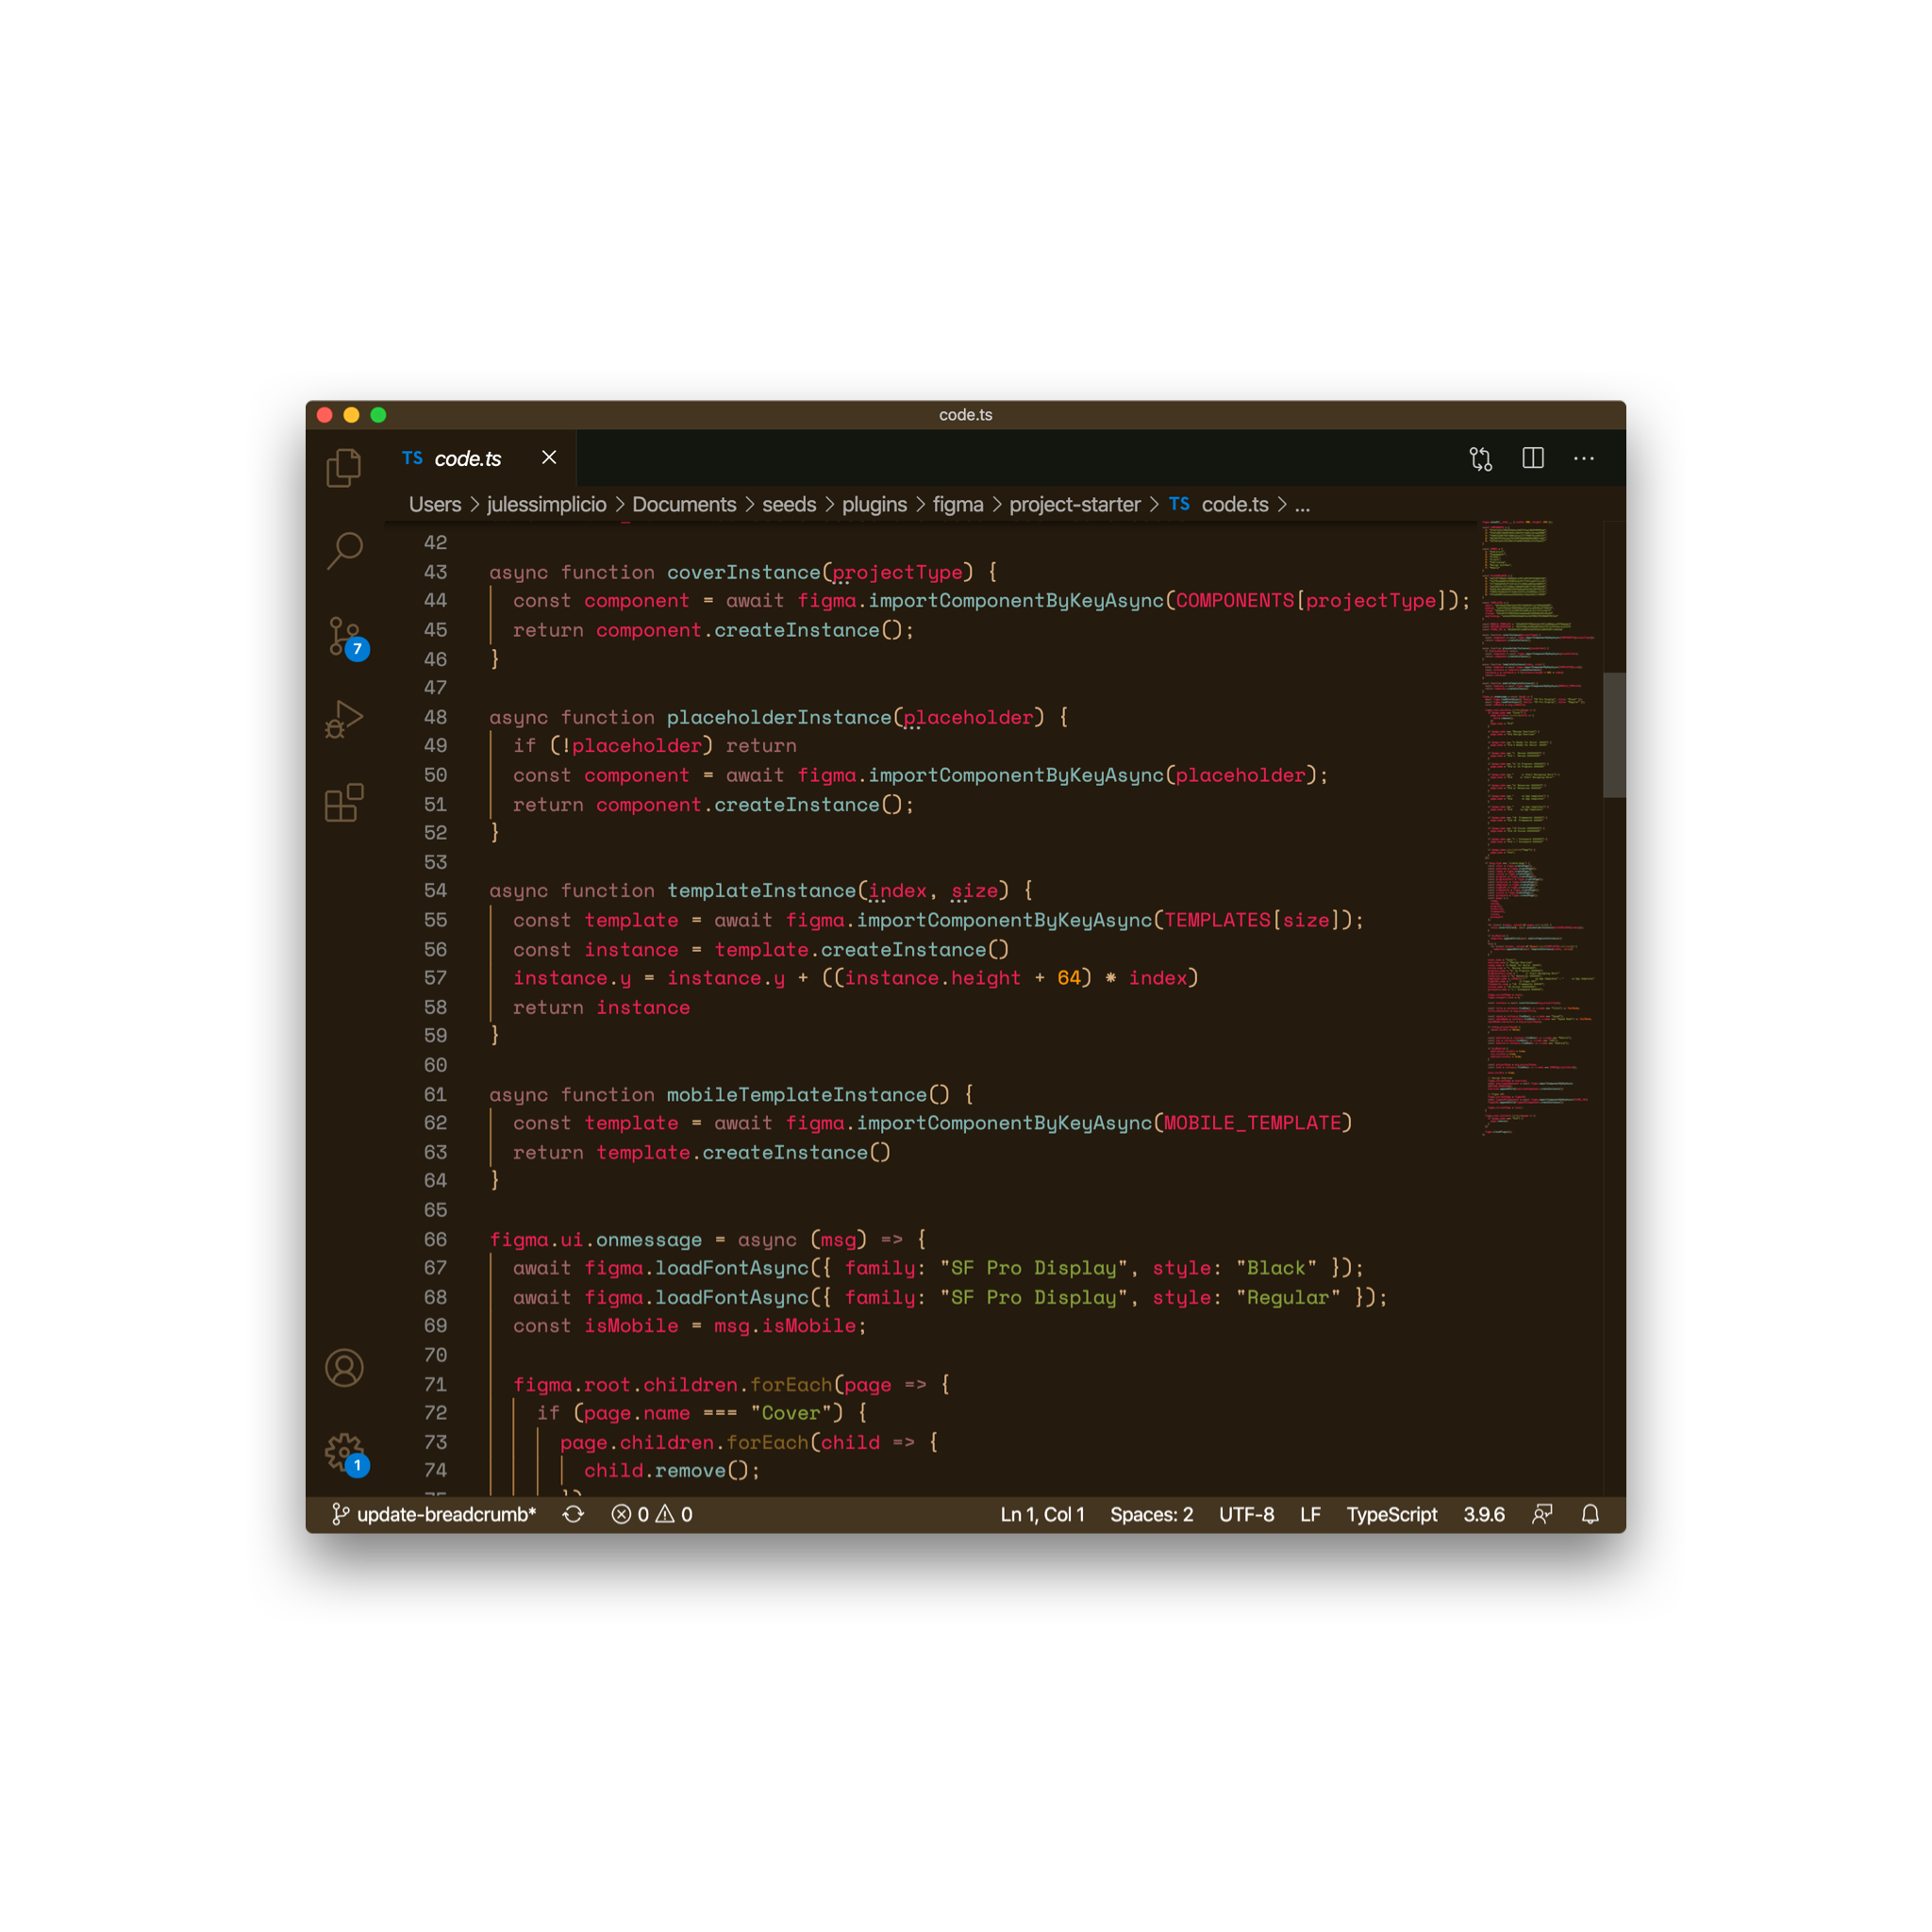 code.ts
TS code.ts
Users > julessimplicio > Documents > seeds > plugins > figma > project-starter > TS code.ts > ...
42
43 async function coverInstance(projectType) {
44 const component = await figma.importComponentByKeyAsync(COMPONENTS[projectType]);
45 return component.createInstance();
46 }
47
48 async function placeholderInstance(placeholder) {
49 if (!placeholder) return
50 const component = await figma.importComponentByKeyAsync(placeholder);
51 return component.createInstance();
52 }
53
54 async function templateInstance(index, size) {
55 const template = await figma.importComponentByKeyAsync(TEMPLATES[size]);
56 const instance = template.createInstance()
57 instance.y = instance.y + ((instance.height + 64) * index)
58 return instance
59 }
60
61 async function mobileTemplateInstance() {
62 const template = await figma.importComponentByKeyAsync(MOBILE_TEMPLATE)
63 return template.createInstance()
64 }
65
66 figma.ui.onmessage = async (msg) => {
67 await figma.loadFontAsync({ family: "SF Pro Display", style: "Black" });
68 await figma.loadFontAsync({ family: "SF Pro Display", style: "Regular" });
69 const isMobile = msg.isMobile;
70
71 figma.root.children.forEach(page => {
72 if (page.name === "Cover") {
73 page.children.forEach(child => {
74 child.remove();
7
1
update-breadcrumb* 0 0 Ln 1, Col 1 Spaces: 2 UTF-8 LF TypeScript 3.9.6